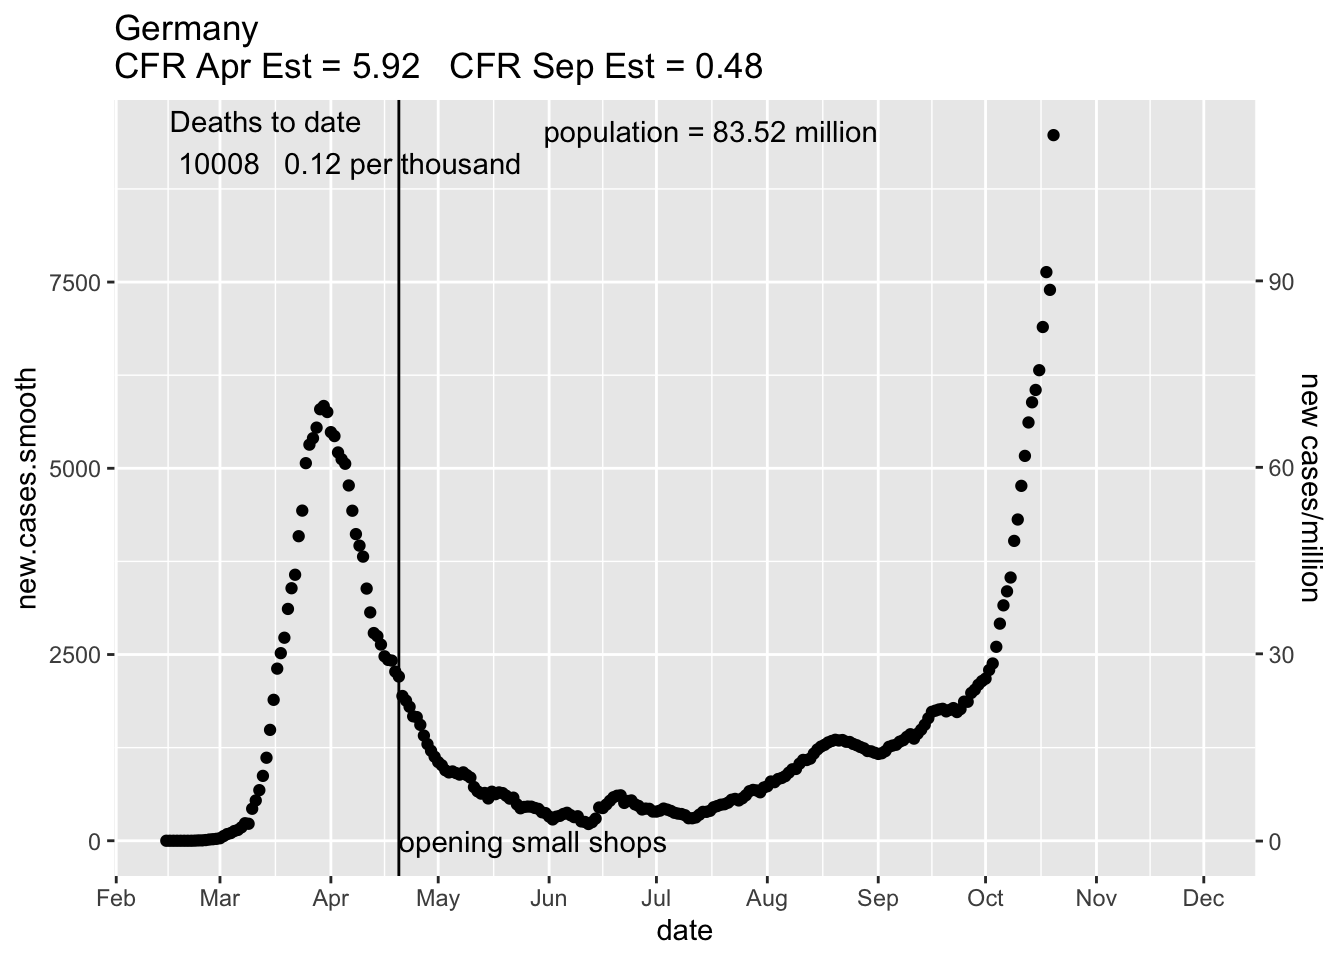 Germany
CFR Apr Est = 5.92   CFR Sep Est = 0.48
Deaths to date
population = 83.52 million
10008   0.12 per thousand
7500
90
5000
60
2500
30
0
0
new.cases.smooth
new cases/million
opening small shops
Feb Mar Apr May Jun Jul Aug Sep Oct Nov Dec
date